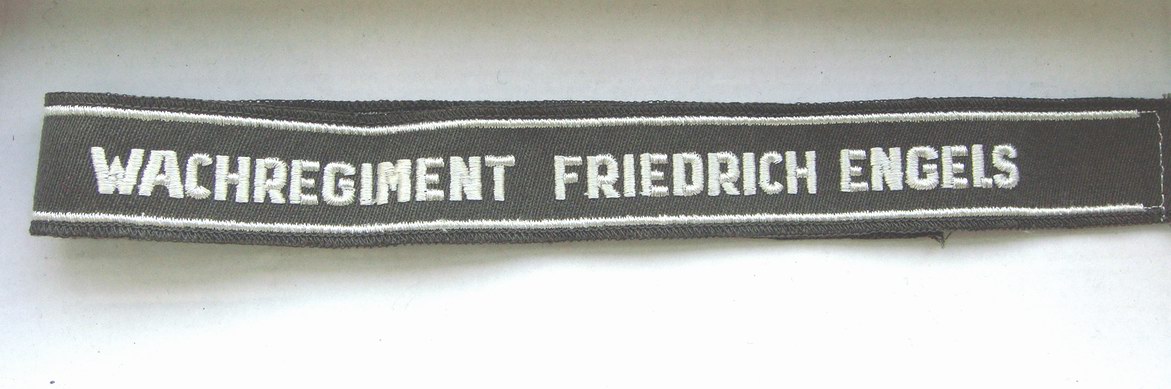 WACHREGIMENT FRIEDRICH ENGELS